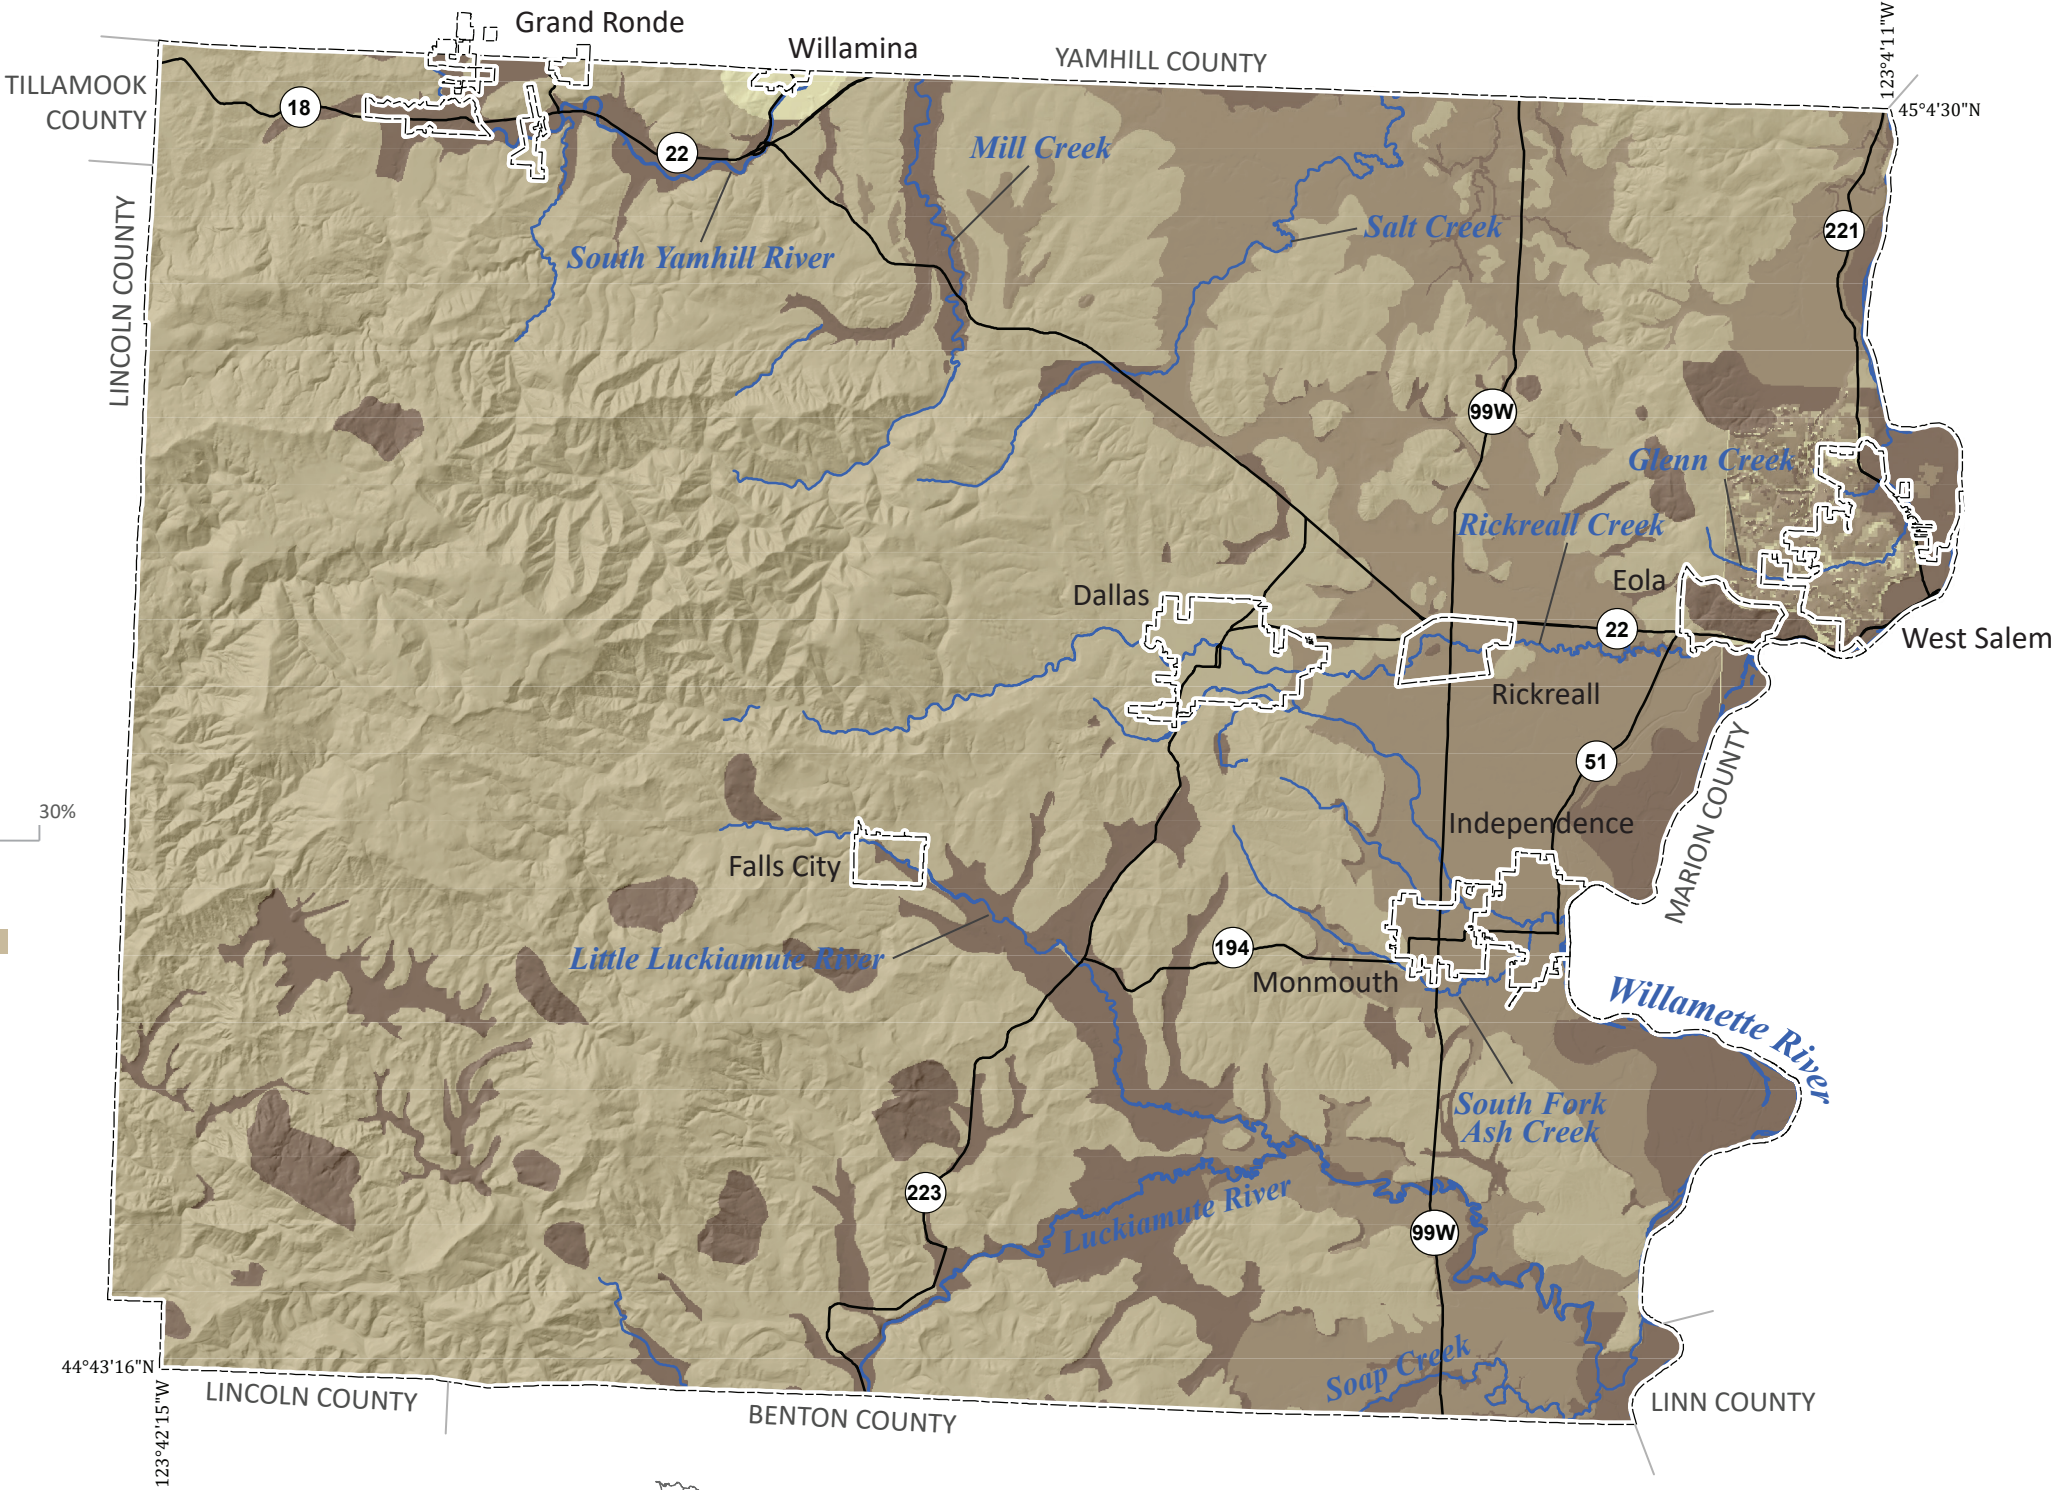 Grand Ronde
Willamina
YAMHILL COUNTY
123°4'11"W
45°4'30"N
TILLAMOOK
COUNTY
18
22
Mill Creek
Salt Creek
221
South Yamhill River
LINCOLN COUNTY
99W
Glenn Creek
Rickreall Creek
Eola
Dallas
22
West Salem
Rickreall
51
MARION COUNTY
30%
Independence
Falls City
194
Little Luckiamute River
Monmouth
Willamette River
South Fork
Ash Creek
223
Luckiamute River
99W
Soap Creek
44°43'16"N
123°42'15"W
LINCOLN COUNTY
BENTON COUNTY
LINN COUNTY